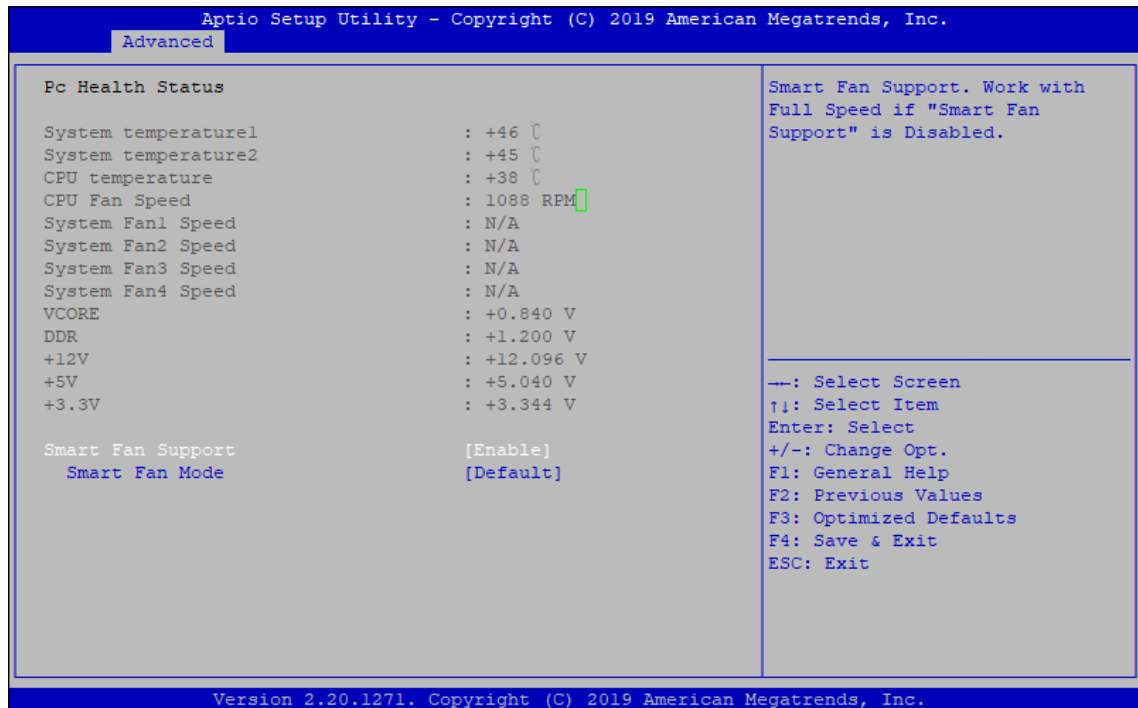 Aptio Setup Utility – Copyright (C) 2019 American Megatrends, Inc.
Advanced
Pc Health Status
System temperature1 : +46 ℃
System temperature2 : +45 ℃
CPU temperature : +38 ℃
CPU Fan Speed : 1088 RPM
System Fan1 Speed : N/A
System Fan2 Speed : N/A
System Fan3 Speed : N/A
System Fan4 Speed : N/A
VCORE : +0.840 V
DDR : +1.200 V
+12V : +12.096 V
+5V : +5.040 V
+3.3V : +3.344 V
Smart Fan Support [Enable]
Smart Fan Mode [Default]
Smart Fan Support. Work with
Full Speed if "Smart Fan
Support" is Disabled.
→←: Select Screen
↑↓: Select Item
Enter: Select
+/-: Change Opt.
F1: General Help
F2: Previous Values
F3: Optimized Defaults
F4: Save & Exit
ESC: Exit
Version 2.20.1271. Copyright (C) 2019 American Megatrends, Inc.